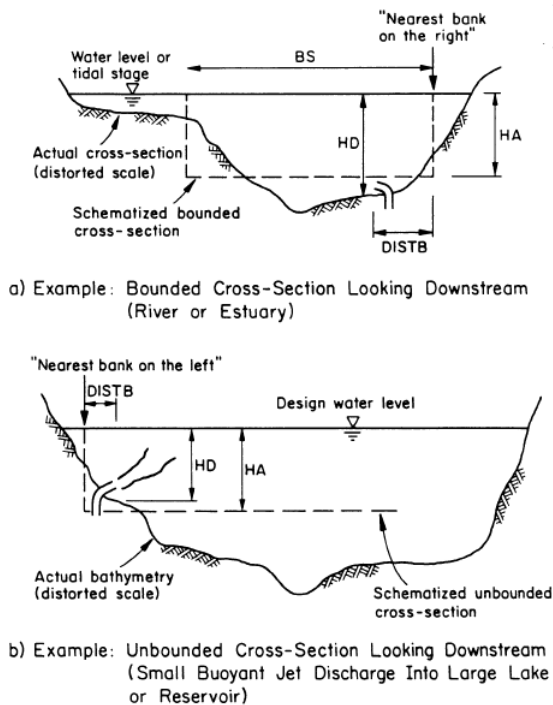 "Nearest bank
on the right"
Water level or
tidal stage
BS
Actual cross-section
(distorted scale)
HD
HA
Schematized bounded
cross-section
DISTB
a) Example: Bounded Cross-Section Looking Downstream
(River or Estuary)
"Nearest bank on the left"
DISTB
Design water level
HD
HA
Actual bathymetry
(distorted scale)
Schematized unbounded
cross-section
b) Example: Unbounded Cross-Section Looking Downstream
(Small Buoyant Jet Discharge Into Large Lake
or Reservoir)